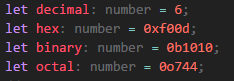 let decimal: number = 6;
let hex: number = 0xf00d;
let binary: number = 0b1010;
let octal: number = 0o744;